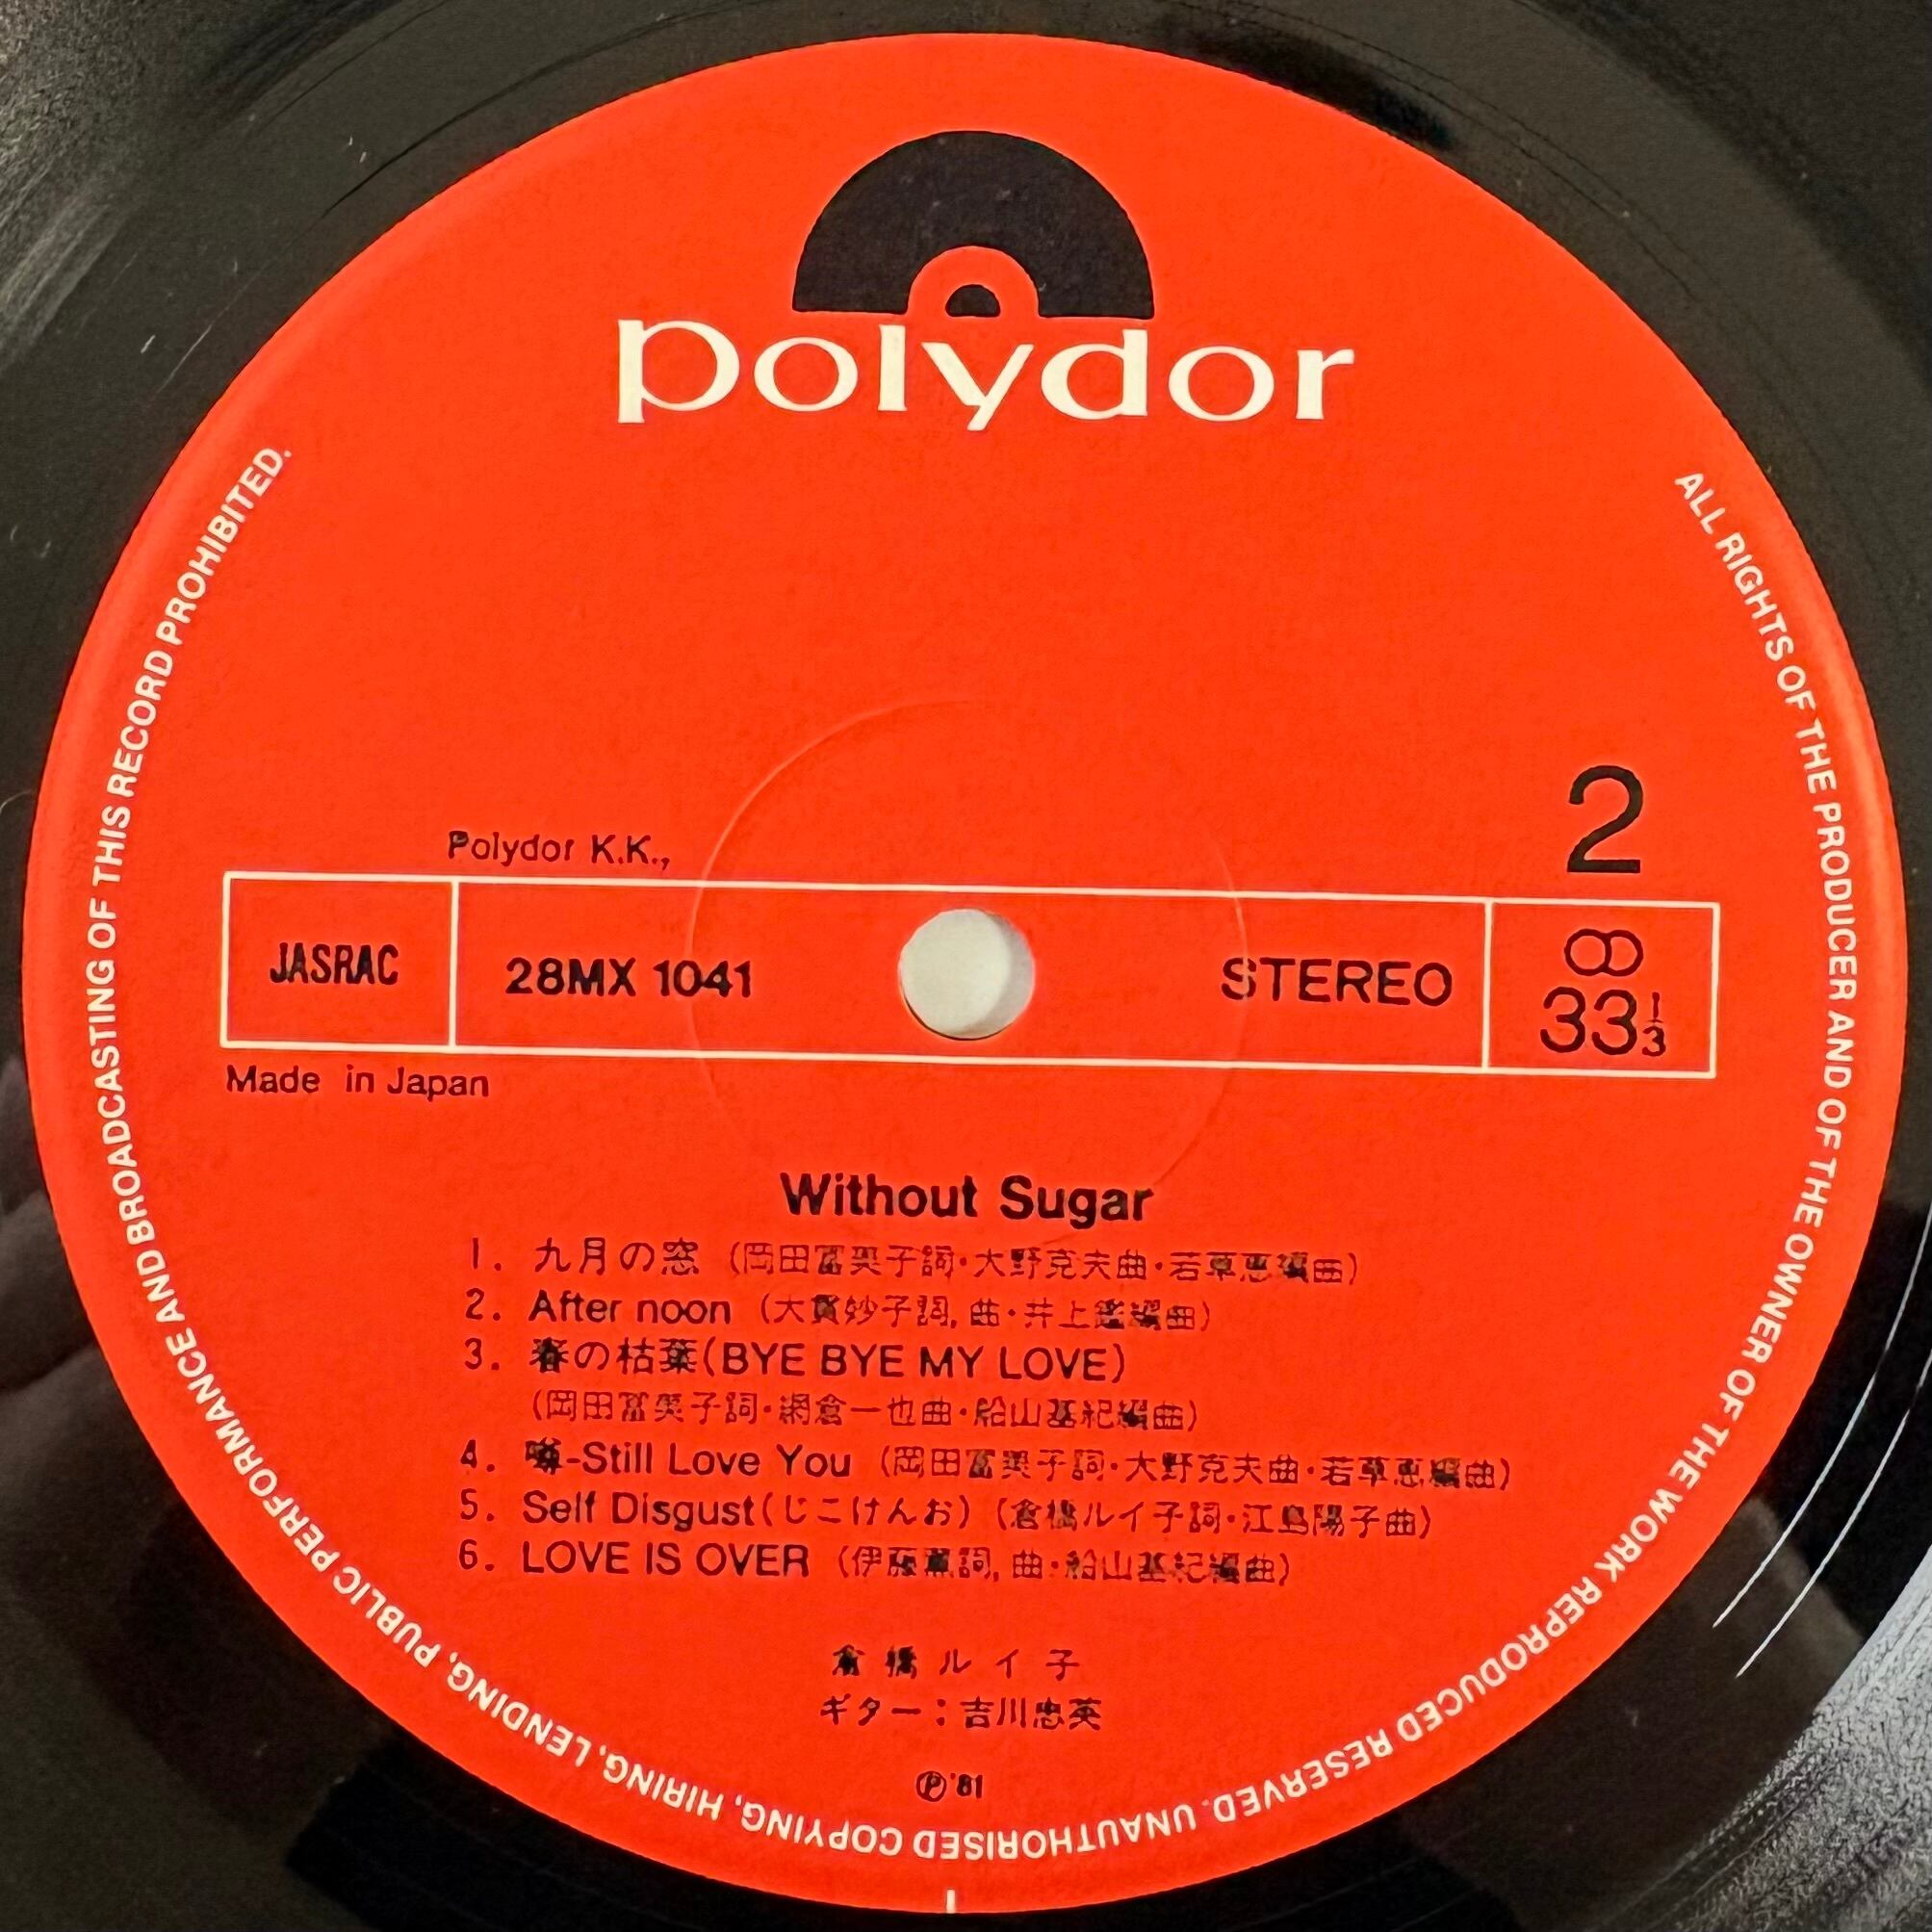 polydor
2
Polydor K.K.,
JASRAC
28MX 1041
STEREO
33 1/3
Made in Japan
Without Sugar
1. 九月の窓 (岡田冨美子詞・大野克夫曲・若草恵編曲)
2. After noon (大貫妙子詞, 曲・井上鑑編曲)
3. 春の枯葉(BYE BYE MY LOVE)
(岡田冨美子詞・網倉一也曲・船山基紀編曲)
4. 噂-Still Love You (岡田冨美子詞・大野克夫曲・若草恵編曲)
5. Self Disgust(じこけんお) (倉橋ルイ子詞・江島陽子曲)
6. LOVE IS OVER (伊藤薫詞, 曲・船山基紀編曲)
倉橋ルイ子
ギター：吉川忠英
Ⓟ'81
ALL RIGHTS OF THE PRODUCER AND OF THE OWNER OF THE WORK REPRODUCED RESERVED. UNAUTHORISED COPYING, HIRING, LENDING, PUBLIC PERFORMANCE AND BROADCASTING OF THIS RECORD PROHIBITED.